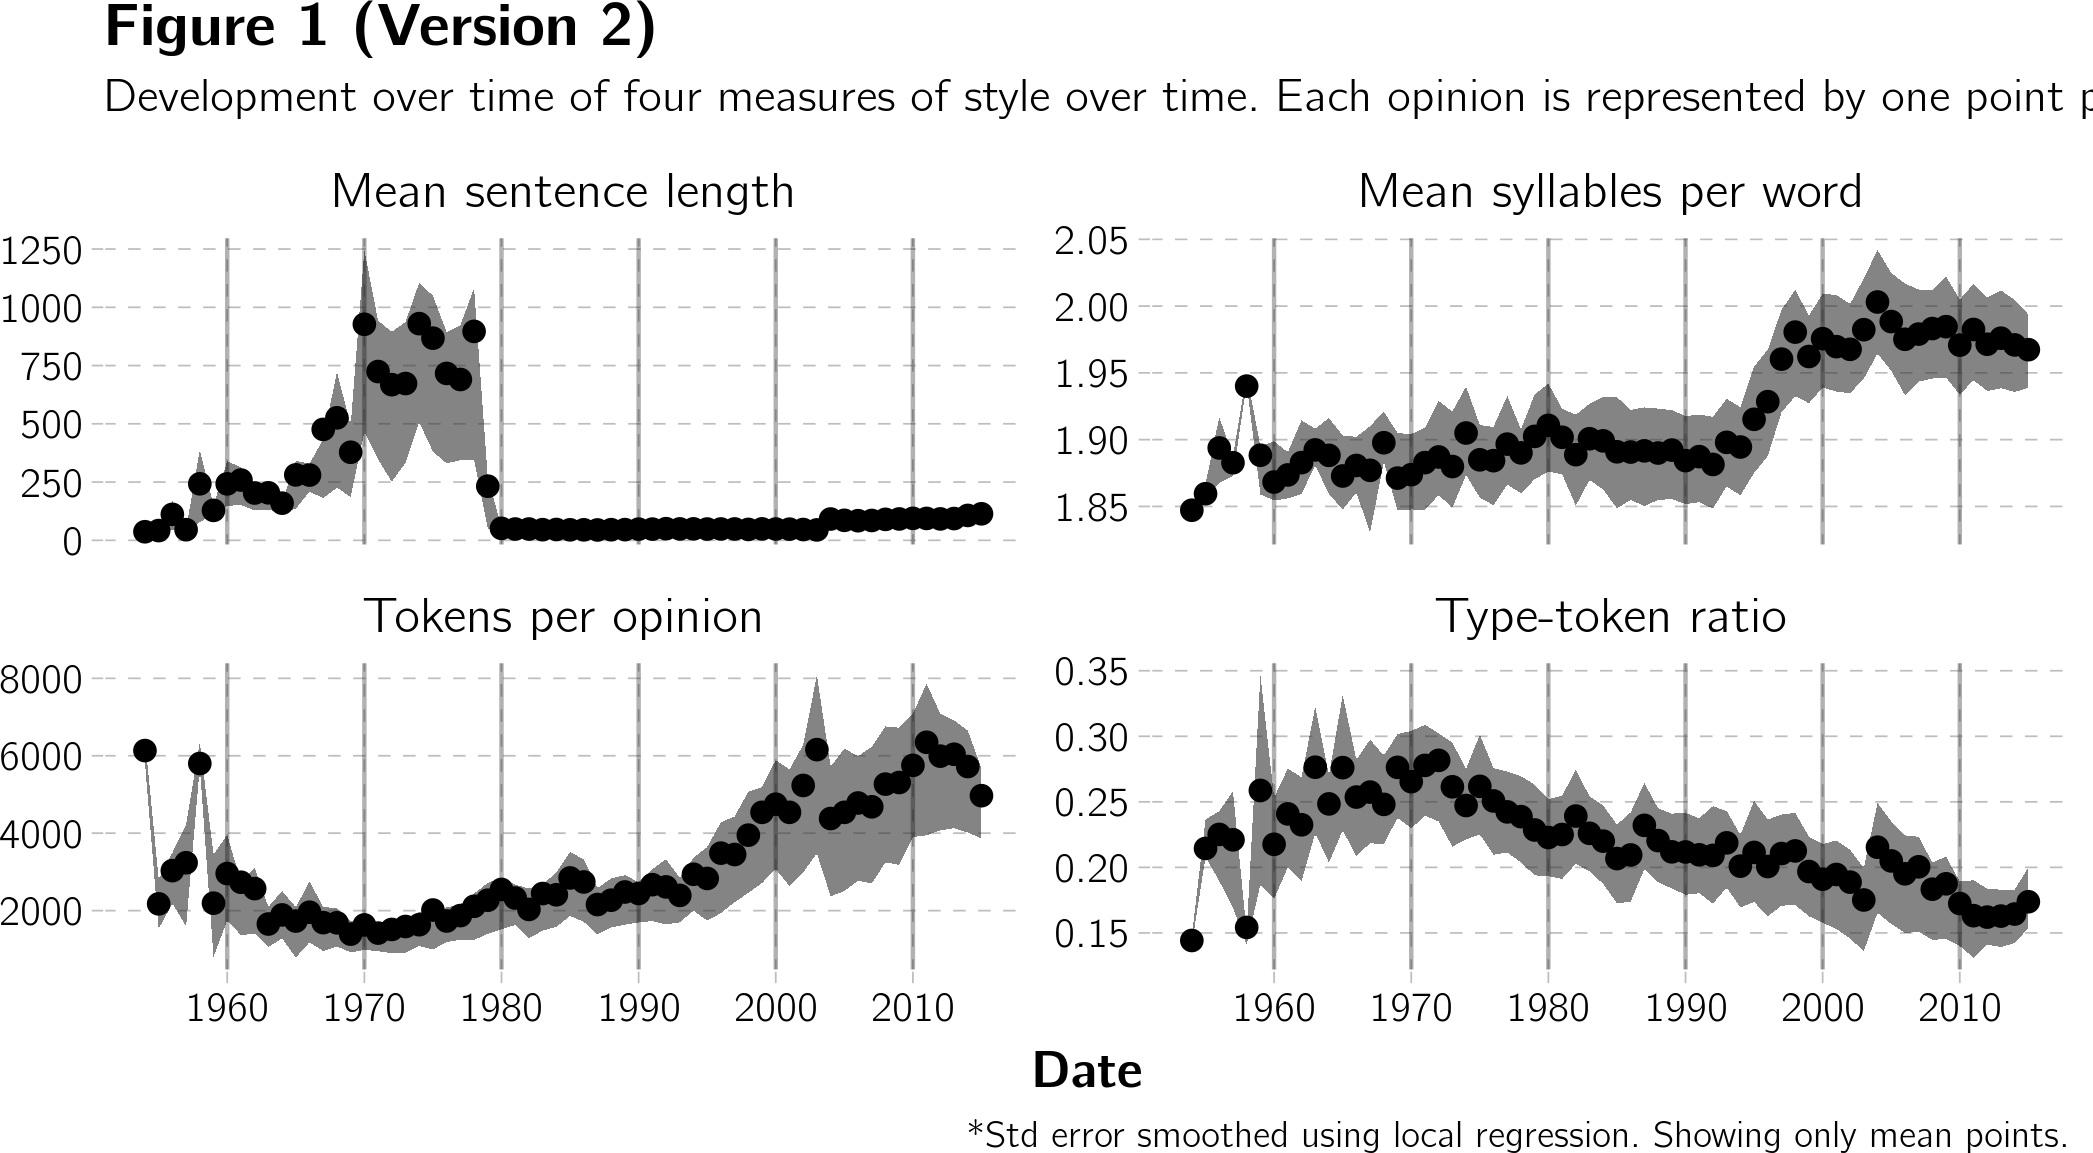 Figure 1 (Version 2)
Development over time of four measures of style over time. Each opinion is represented by one point p
Mean sentence length
Mean syllables per word
1250
1000
750
500
250
0
2.05
2.00
1.95
1.90
1.85
Tokens per opinion
Type-token ratio
8000
6000
4000
2000
0.35
0.30
0.25
0.20
0.15
1960 1970 1980 1990 2000 2010
1960 1970 1980 1990 2000 2010
Date
*Std error smoothed using local regression. Showing only mean points.